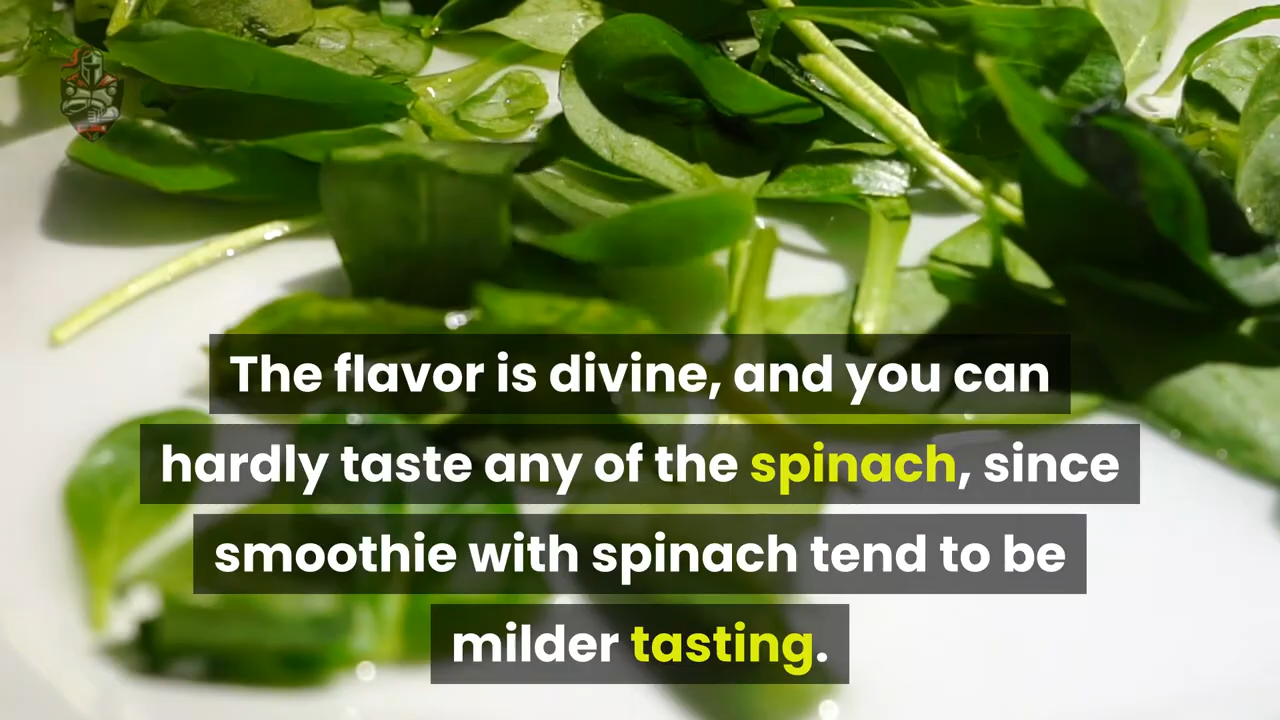 The flavor is divine, and you can
hardly taste any of the spinach, since
smoothie with spinach tend to be
milder tasting.